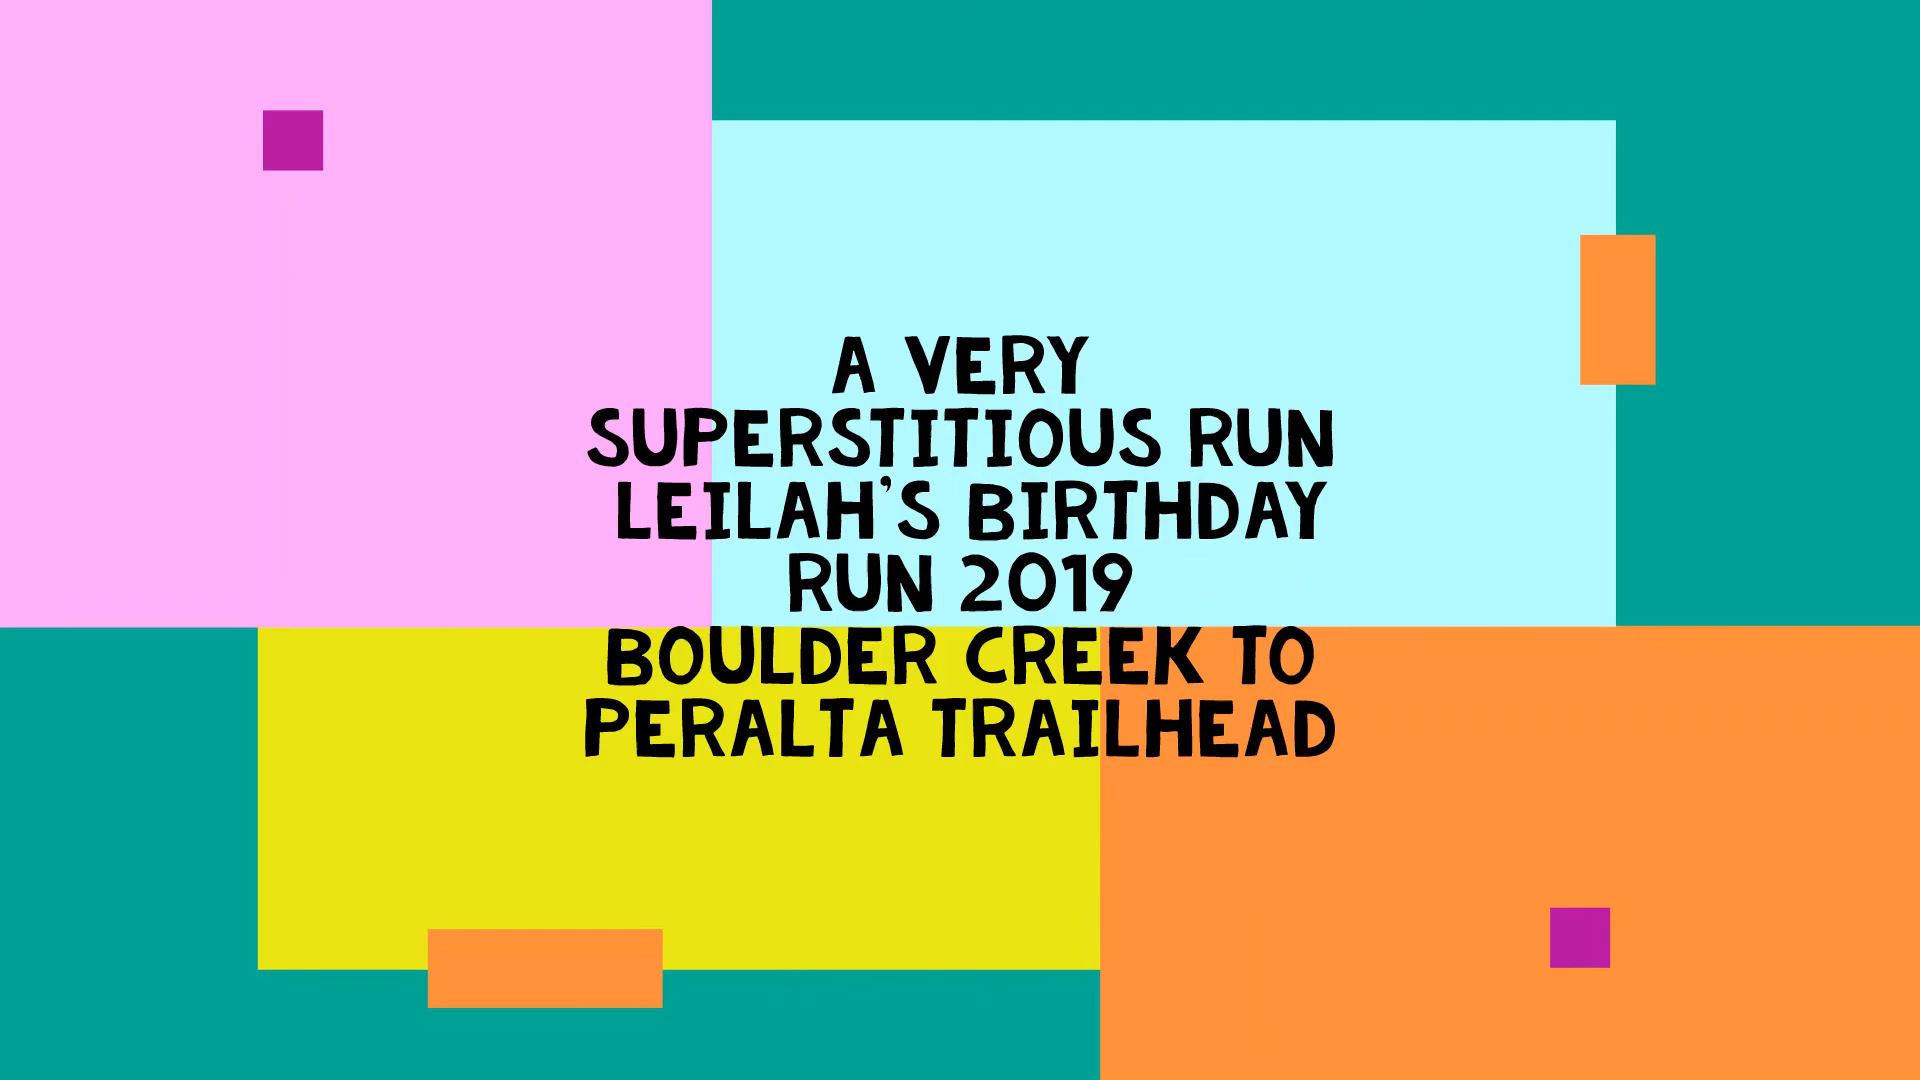 A VERY
SUPERSTITIOUS RUN
LEILAH'S BIRTHDAY
RUN 2019
BOULDER CREEK TO
PERALTA TRAILHEAD